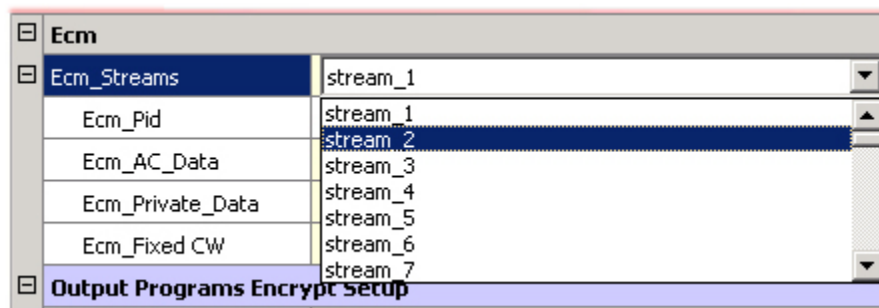 Ecm
Ecm_Streams stream_1
Ecm_Pid stream_1
stream_2
Ecm_AC_Data stream_3
stream_4
Ecm_Private_Data stream_5
Ecm_Fixed CW stream_6
stream_7
Output Programs Encrypt Setup